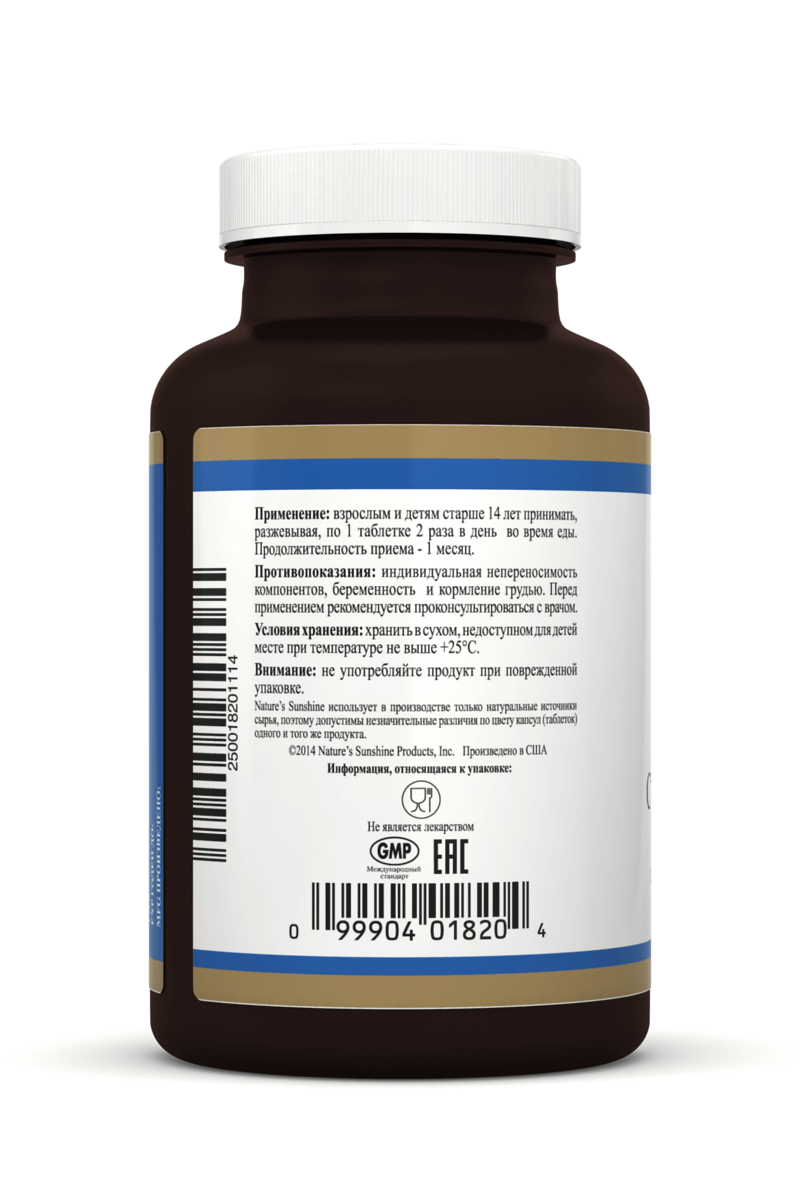 Применение: взрослым и детям старше 14 лет принимать,
разжевывая, по 1 таблетке 2 раза в день во время еды.
Продолжительность приема - 1 месяц.
Противопоказания: индивидуальная непереносимость
компонентов, беременность и кормление грудью. Перед
применением рекомендуется проконсультироваться с врачом.
Условия хранения: хранить в сухом, недоступном для детей
месте при температуре не выше +25°С.
Внимание: не употребляйте продукт при поврежденной
упаковке.
Nature's Sunshine использует в производстве только натуральные источники
сырья, поэтому допустимы незначительные различия по цвету капсул (таблеток)
одного и того же продукта.
©2014 Nature's Sunshine Products, Inc. Произведено в США
Информация, относящаяся к упаковке:
Не является лекарством
GMP
Международный
стандарт
EAC
0 99904 01820 4
250018201114
MFG ПРОИЗВЕДЕНО: